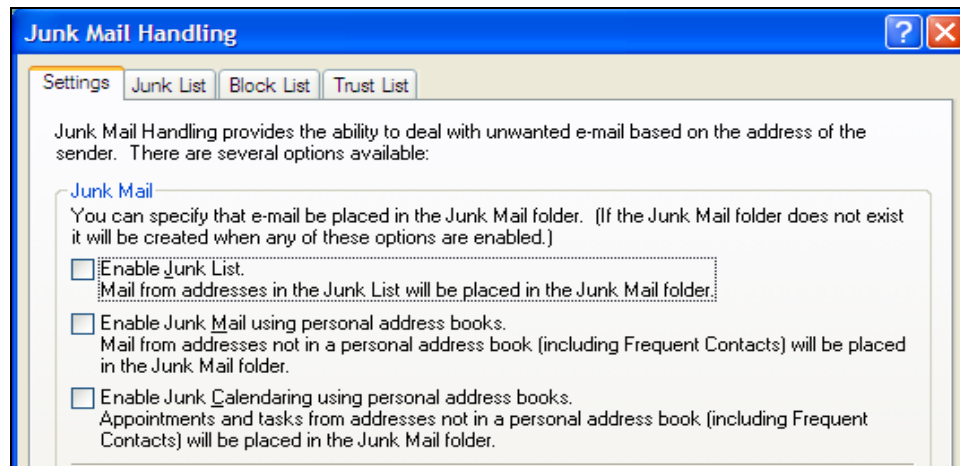 Junk Mail Handling
Settings Junk List Block List Trust List
Junk Mail Handling provides the ability to deal with unwanted e-mail based on the address of the
sender. There are several options available:
Junk Mail
You can specify that e-mail be placed in the Junk Mail folder. (If the Junk Mail folder does not exist
it will be created when any of these options are enabled.)
Enable Junk List.
Mail from addresses in the Junk List will be placed in the Junk Mail folder.
Enable Junk Mail using personal address books.
Mail from addresses not in a personal address book (including Frequent Contacts) will be placed
in the Junk Mail folder.
Enable Junk Calendaring using personal address books.
Appointments and tasks from addresses not in a personal address book (including Frequent
Contacts) will be placed in the Junk Mail folder.